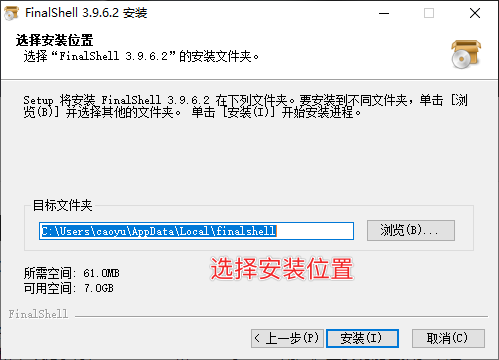 FinalShell 3.9.6.2 安装
选择安装位置
选择“FinalShell 3.9.6.2”的安装文件夹。
Setup 将安装 FinalShell 3.9.6.2 在下列文件夹。要安装到不同文件夹，单击 [浏
览(B)] 并选择其他的文件夹。 单击 [安装(I)] 开始安装进程。
目标文件夹
C:\Users\caoyu\AppData\Local\finalshell
浏览(B)...
所需空间: 61.0MB
可用空间: 7.0GB
选择安装位置
FinalShell
< 上一步(P)
安装(I)
取消(C)